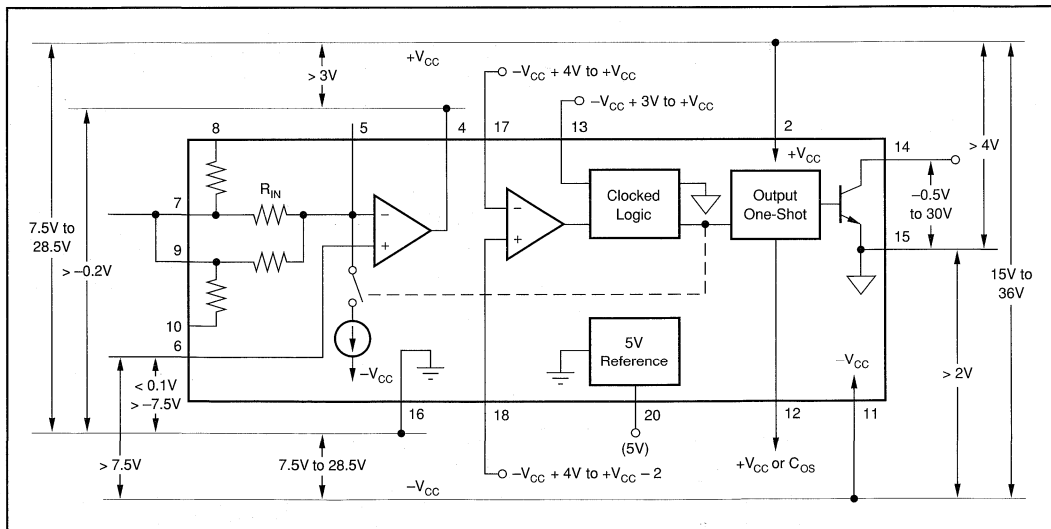 +VCC
> 3V
−VCC + 4V to +VCC
−VCC + 3V to +VCC
8
5
4
17
13
2
14
7
RIN
−
+
−
+
Clocked
Logic
+VCC
Output
One-Shot
> 4V
−0.5V
to 30V
7.5V to
28.5V
> −0.2V
9
15
15V to
36V
10
6
−VCC
5V
Reference
−VCC
> 2V
< 0.1V
> −7.5V
16
18
20
12
11
(5V)
> 7.5V
7.5V to 28.5V
−VCC + 4V to +VCC − 2
+VCC or COS
−VCC